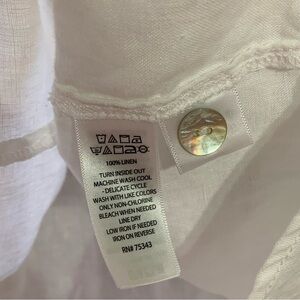 100% LINEN
TURN INSIDE OUT
MACHINE WASH COOL
- DELICATE CYCLE
WASH WITH LIKE COLORS
ONLY NON-CHLORINE
BLEACH WHEN NEEDED
LINE DRY
LOW IRON IF NEEDED
IRON ON REVERSE
RN# 75343